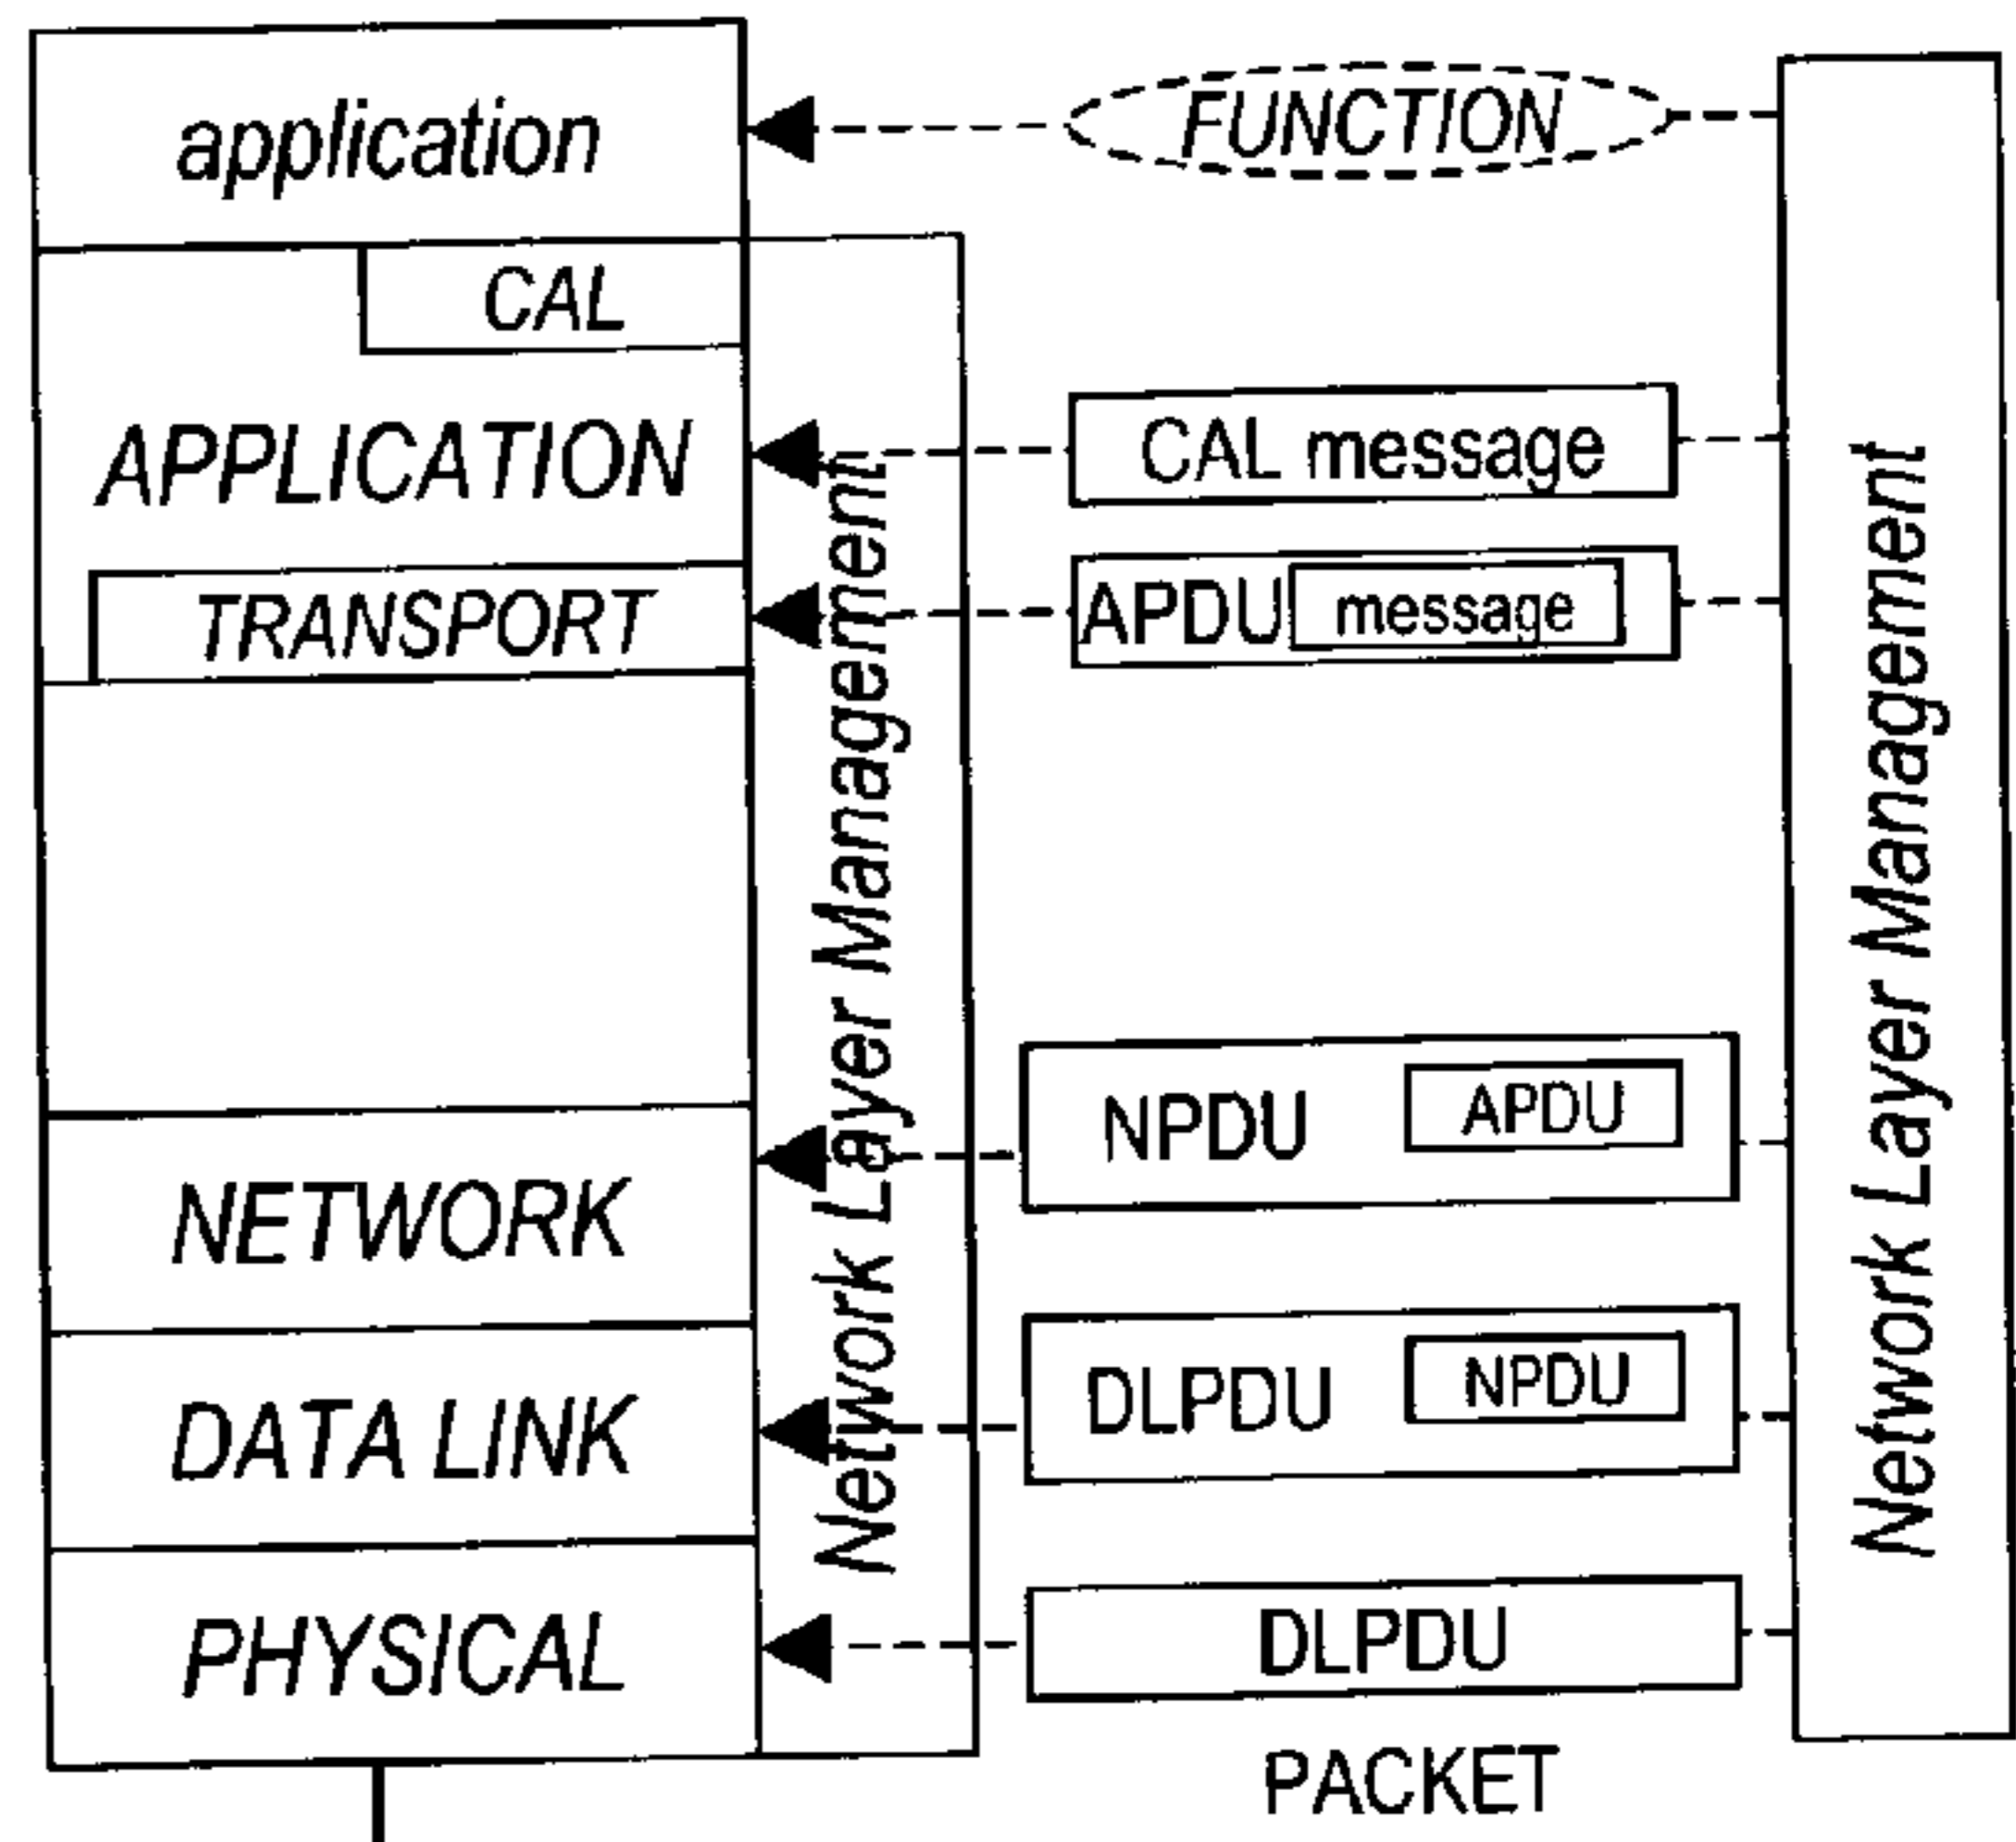 application
FUNCTION
CAL
APPLICATION
CAL message
TRANSPORT
APDU message
Network Layer Management
Network Layer Management
NETWORK
NPDU APDU
DATA LINK
DLPDU NPDU
PHYSICAL
DLPDU
PACKET